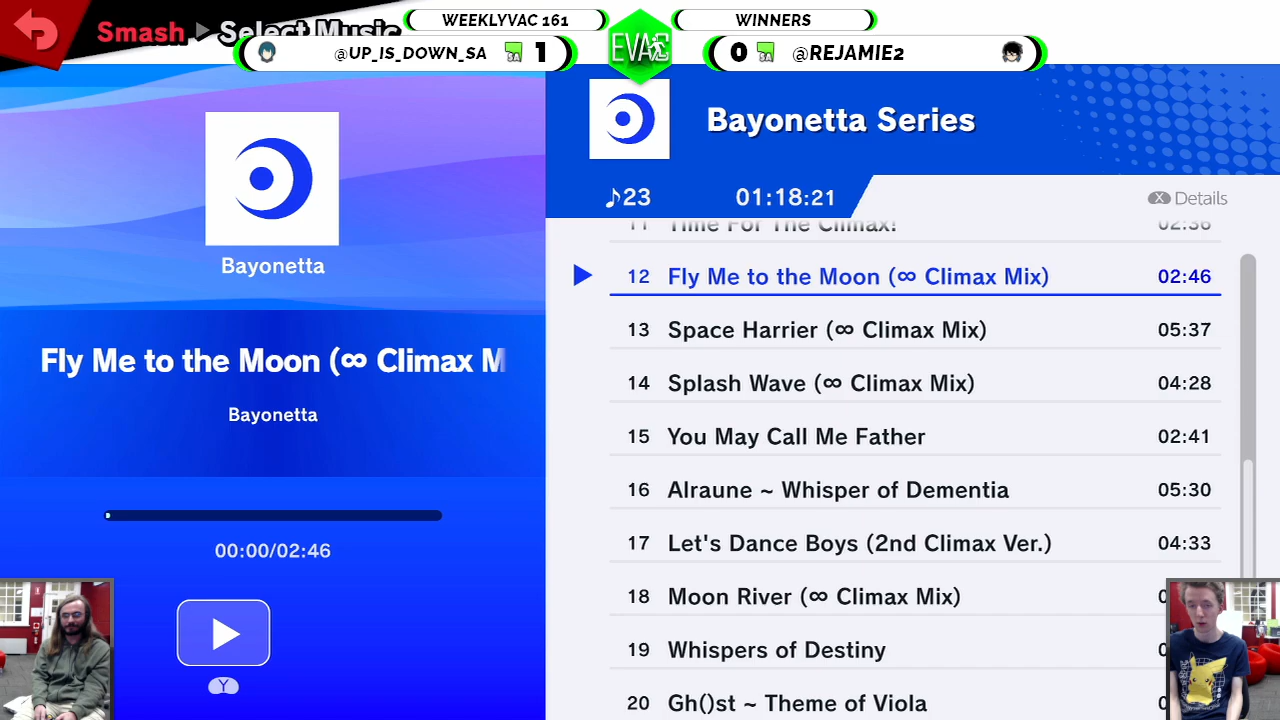 WEEKLYVAC 161
WINNERS
Smash ▶ Select Music
@UP_IS_DOWN_SA
SA
1
EVAC
0
SA
@REJAMIE2
Bayonetta Series
♪23
01:18:21
X Details
Bayonetta
Fly Me to the Moon (∞ Climax M
Bayonetta
00:00/02:46
Y
11 Time For The Climax! 02:36
12 Fly Me to the Moon (∞ Climax Mix) 02:46
13 Space Harrier (∞ Climax Mix) 05:37
14 Splash Wave (∞ Climax Mix) 04:28
15 You May Call Me Father 02:41
16 Alraune ~ Whisper of Dementia 05:30
17 Let's Dance Boys (2nd Climax Ver.) 04:33
18 Moon River (∞ Climax Mix)
19 Whispers of Destiny
20 Gh()st ~ Theme of Viola